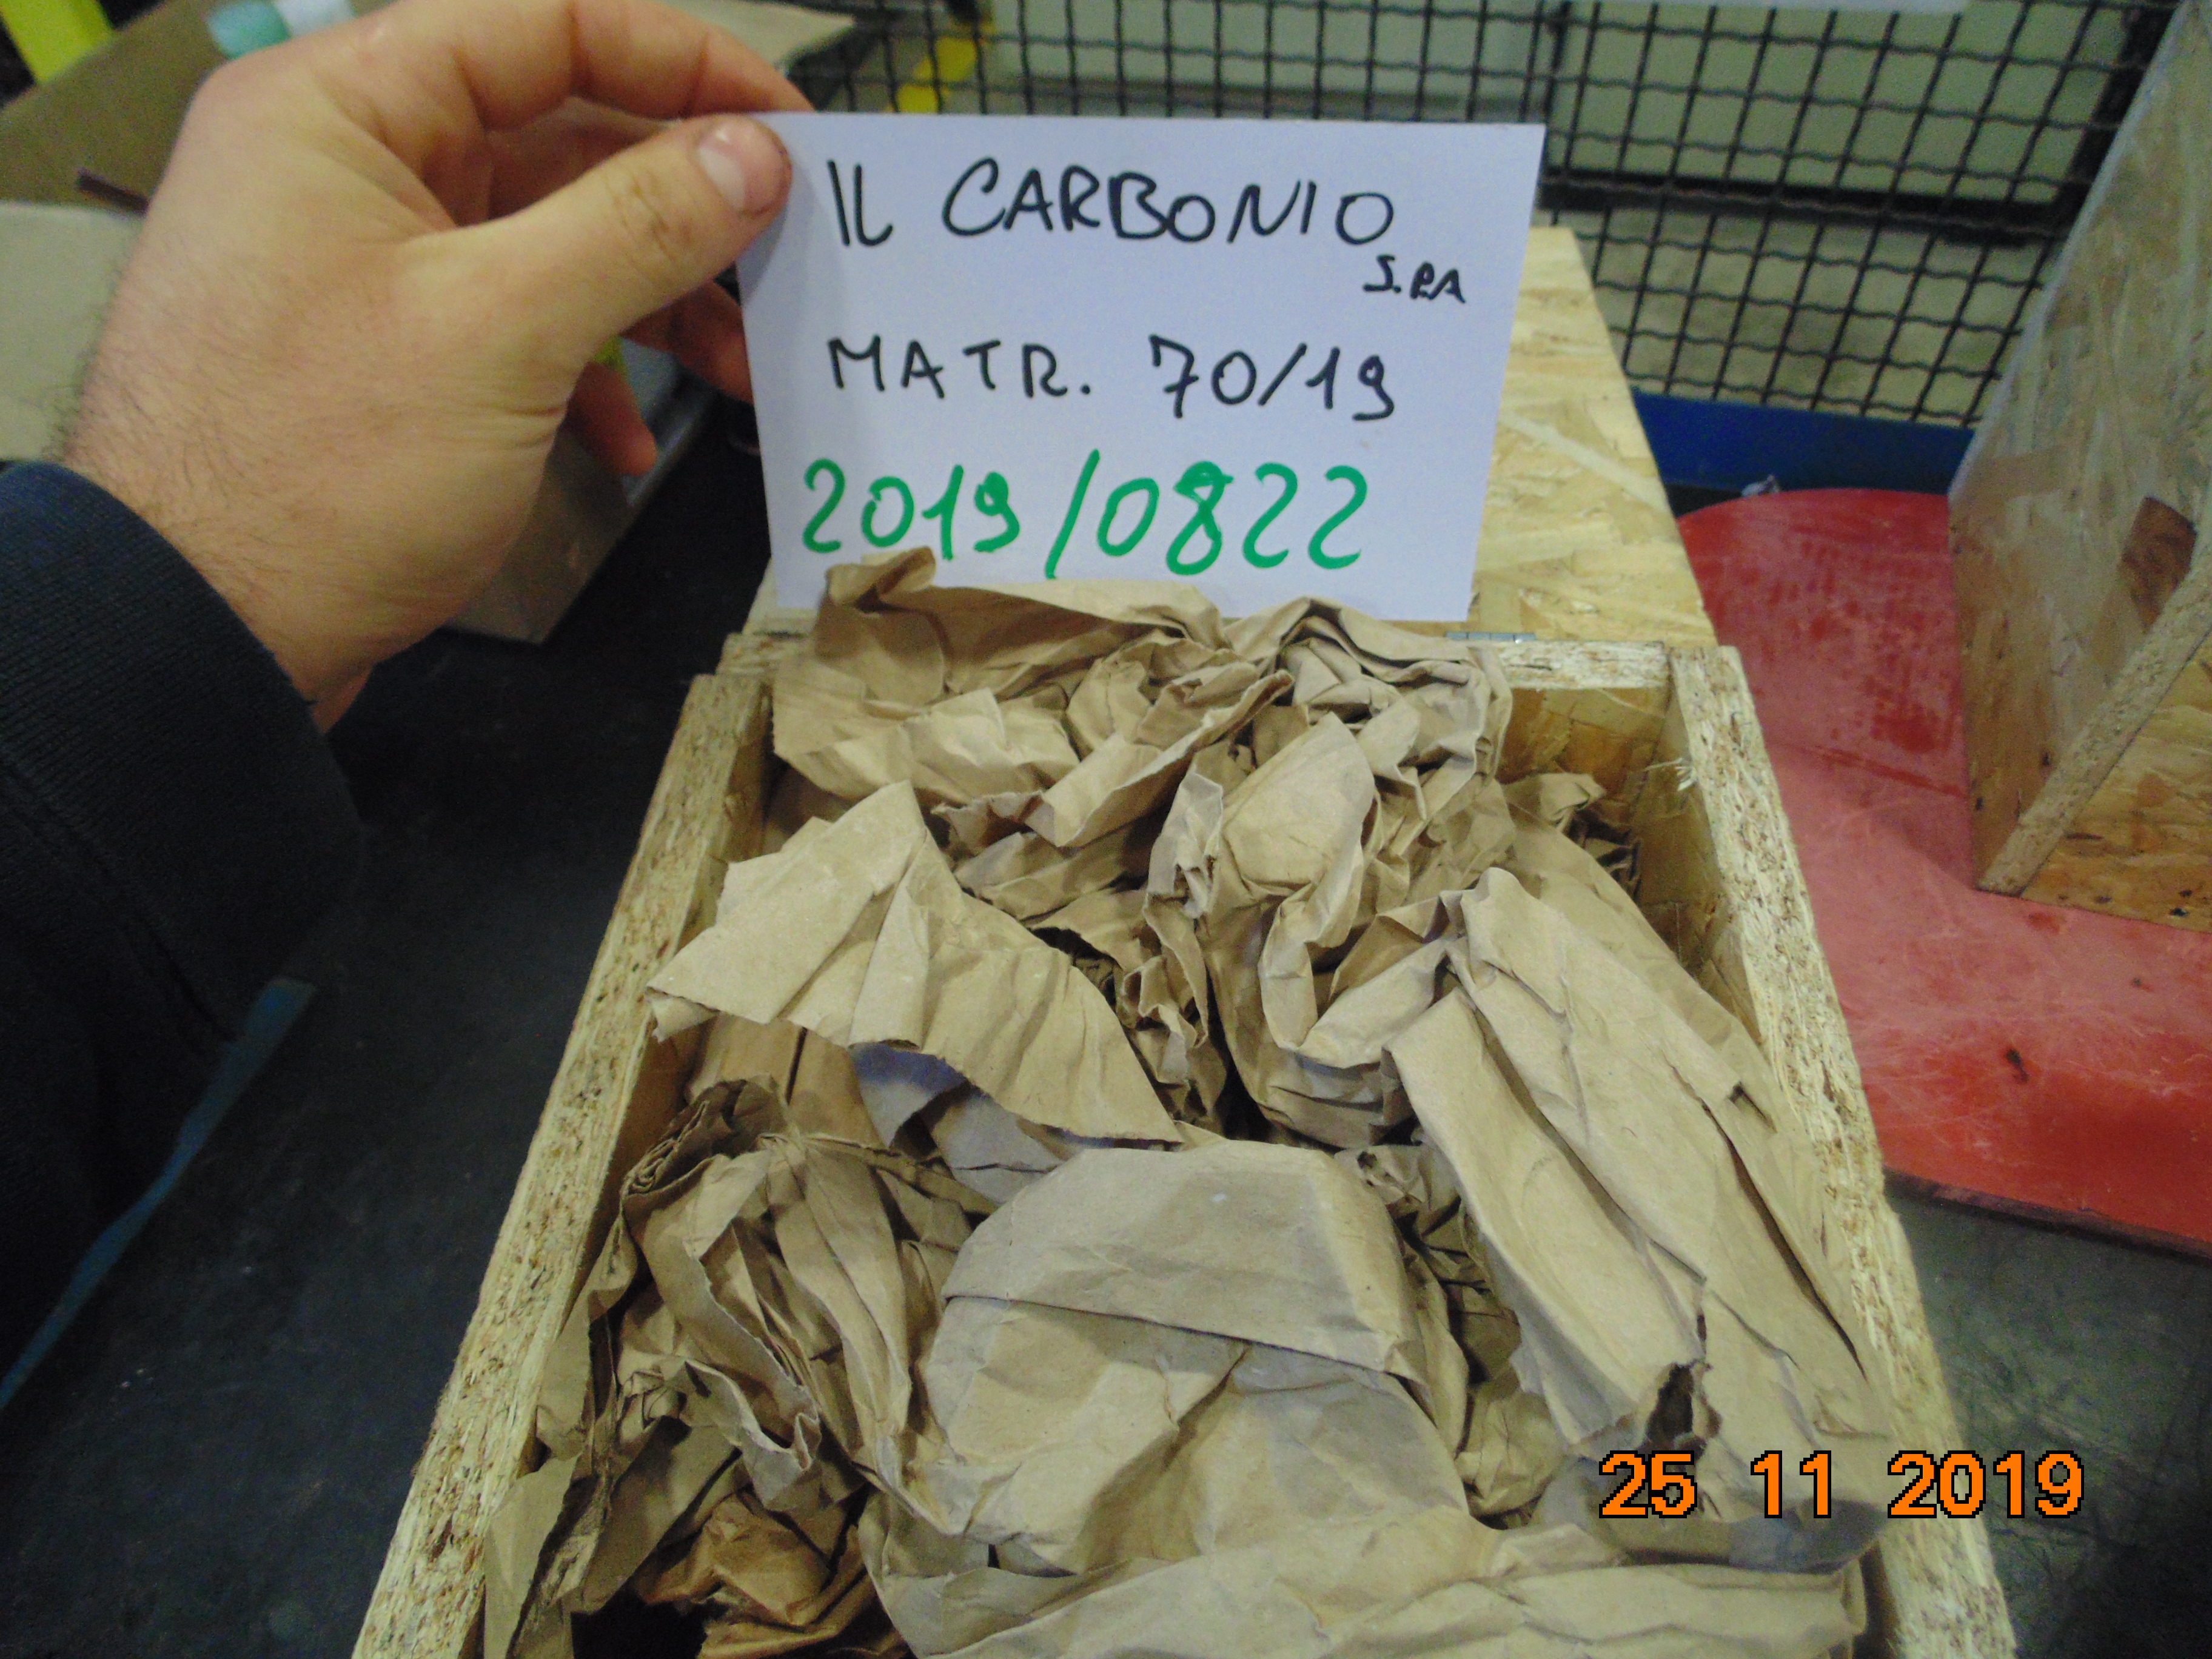 IL CARBONIO
S.P.A
MATR. 70/19
2019/0822
25 11 2019